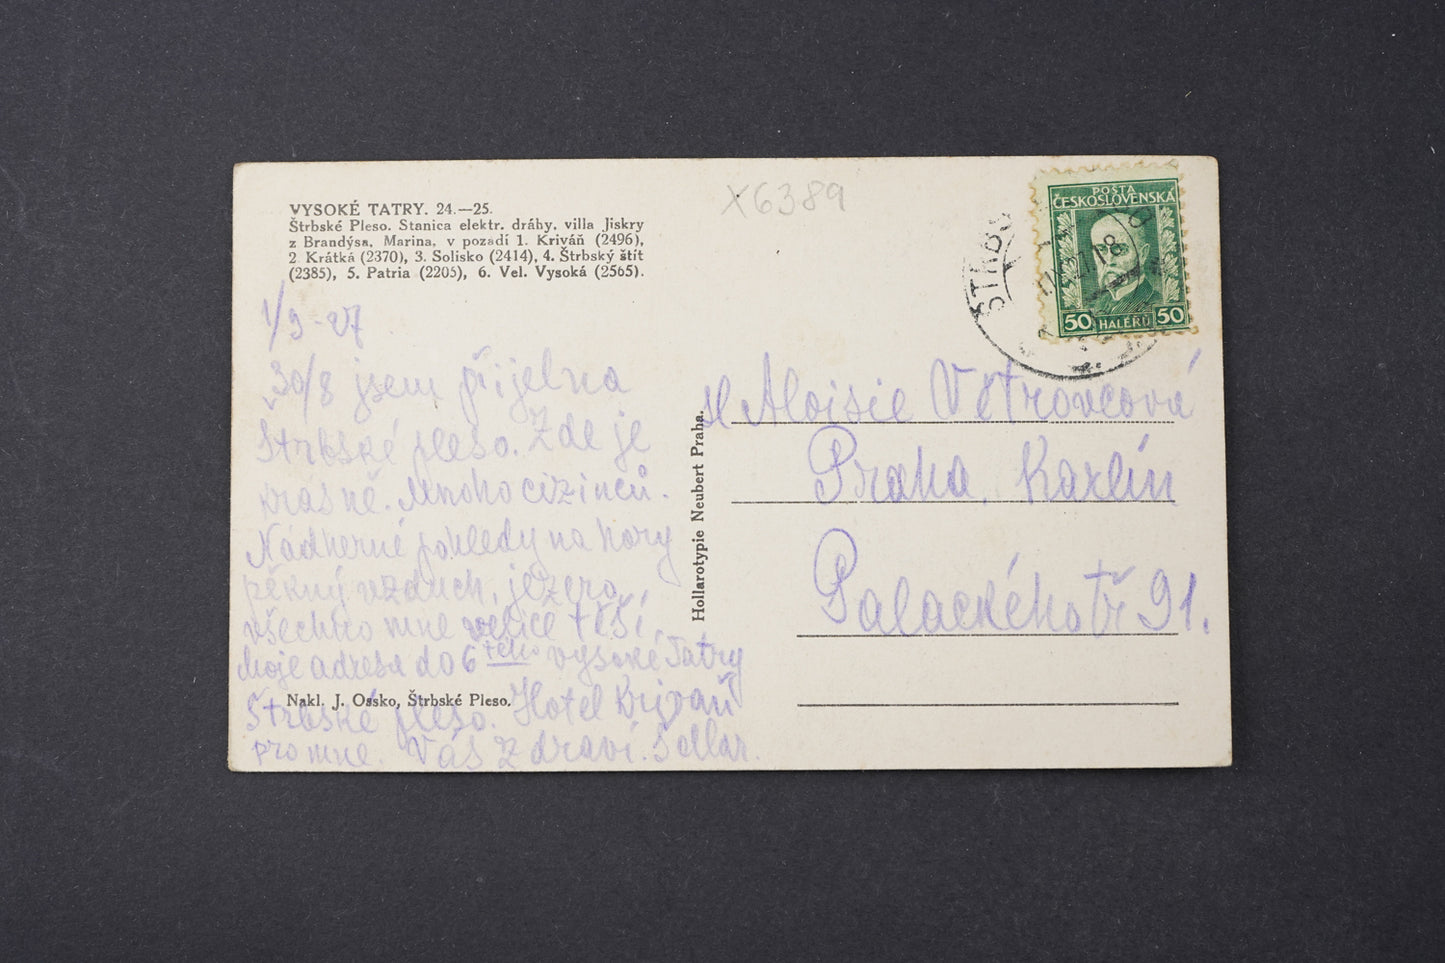 X6389
VYSOKÉ TATRY. 24.—25.
Štrbské Pleso. Stanica elektr. dráhy, villa Jiskry
z Brandýsa, Marina, v pozadí 1. Kriváň (2496),
2 Krátká (2370), 3. Solisko (2414), 4. Štrbský štít
(2385), 5. Patria (2205), 6. Vel. Vysoká (2565).
1/9-27
30/8 jsem přijela na
Štrbské pleso. Zde je
krasně. Mnoho cizinců.
Nádherné pohledy na hory
pěkný vzduch, jezero,
všechno mne velice těší.
Moje adresa do 6 tého vysoké Tatry
Štrbské pleso. Hotel Krivaň
pro mne. Vás zdraví.
Nakl. J. Ossko, Štrbské Pleso.
Hollarotypie Neubert Praha.
POŠTA
ČESKOSLOVENSKÁ
50 HALÉŘŮ 50
Aloisie Větrovcová
Praha. Karlín
Palackého tř 91.